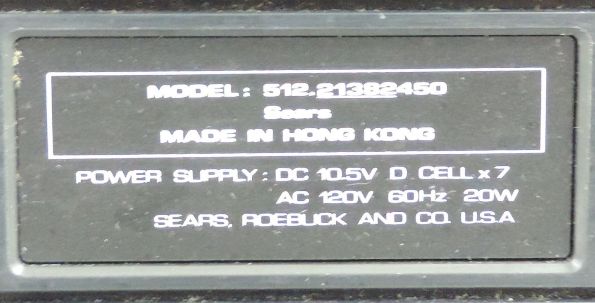 MODEL: 512.21382450
Sears
MADE IN HONG KONG
POWER SUPPLY: DC 10.5V D CELL x 7
AC 120V 60Hz 20W
SEARS, ROEBUCK AND CO. U.S.A